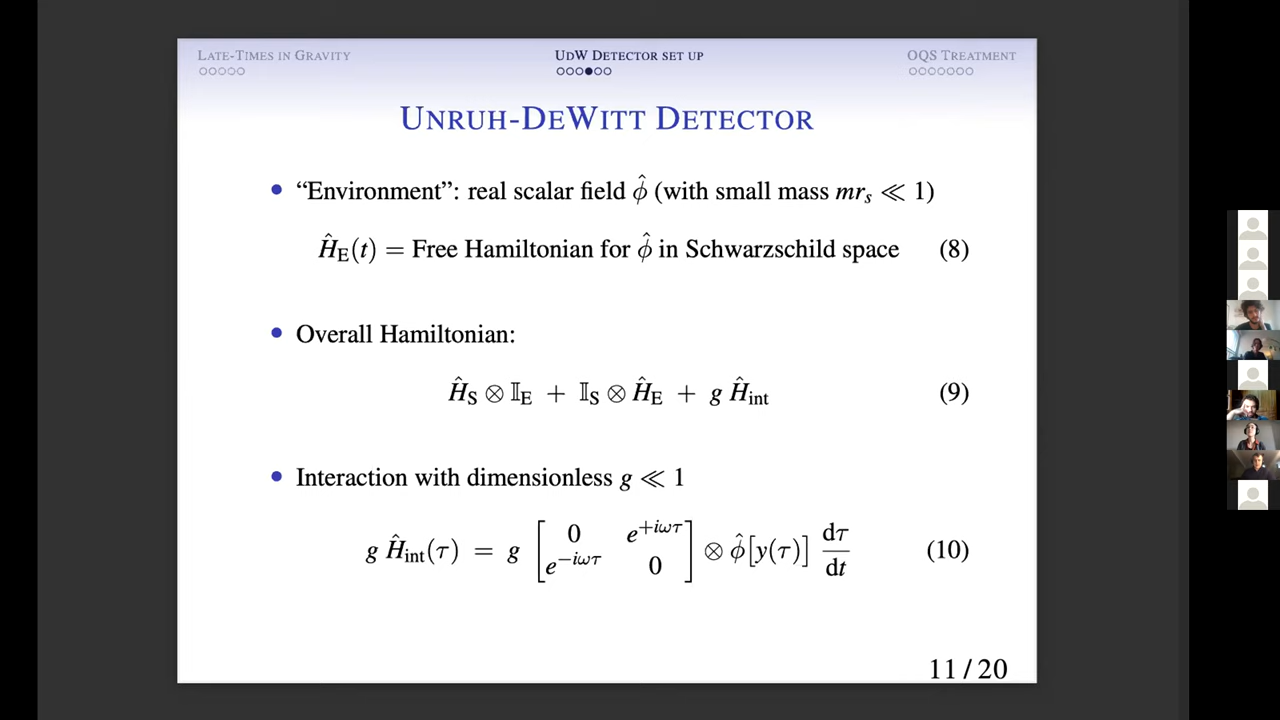 LATE-TIMES IN GRAVITY UDW DETECTOR SET UP OQS TREATMENT
UNRUH-DEWITT DETECTOR
• “Environment”: real scalar field φ̂ (with small mass mrₛ ≪ 1)
Ĥ_E(t) = Free Hamiltonian for φ̂ in Schwarzschild space (8)
• Overall Hamiltonian:
Ĥ_S ⊗ 𝕀_E + 𝕀_S ⊗ Ĥ_E + g Ĥ_int (9)
• Interaction with dimensionless g ≪ 1
g Ĥ_int(τ) = g [ 0 e^{+iωτ} ; e^{−iωτ} 0 ] ⊗ φ̂[y(τ)] dτ/dt (10)
11 / 20